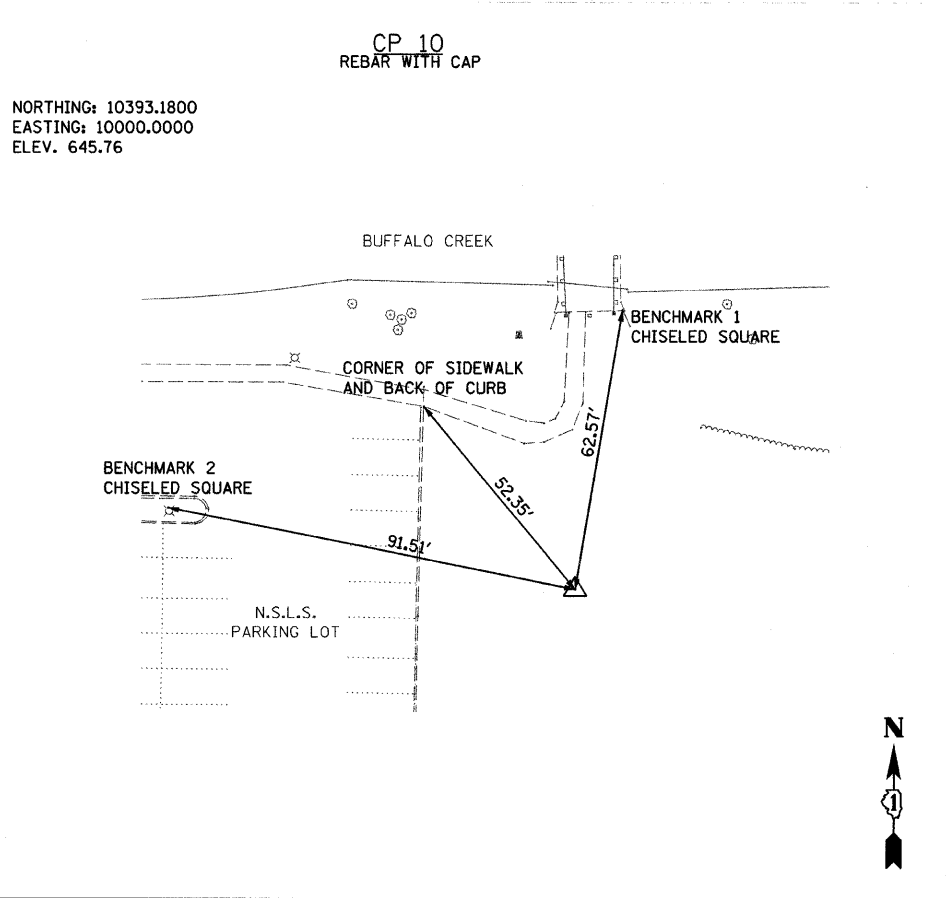 CP 10
REBAR WITH CAP
NORTHING: 10393.1800
EASTING: 10000.0000
ELEV. 645.76
BUFFALO CREEK
BENCHMARK 1
CHISELED SQUARE
CORNER OF SIDEWALK
AND BACK OF CURB
62.57'
BENCHMARK 2
CHISELED SQUARE
52.35'
91.51'
N.S.L.S.
PARKING LOT
N
1